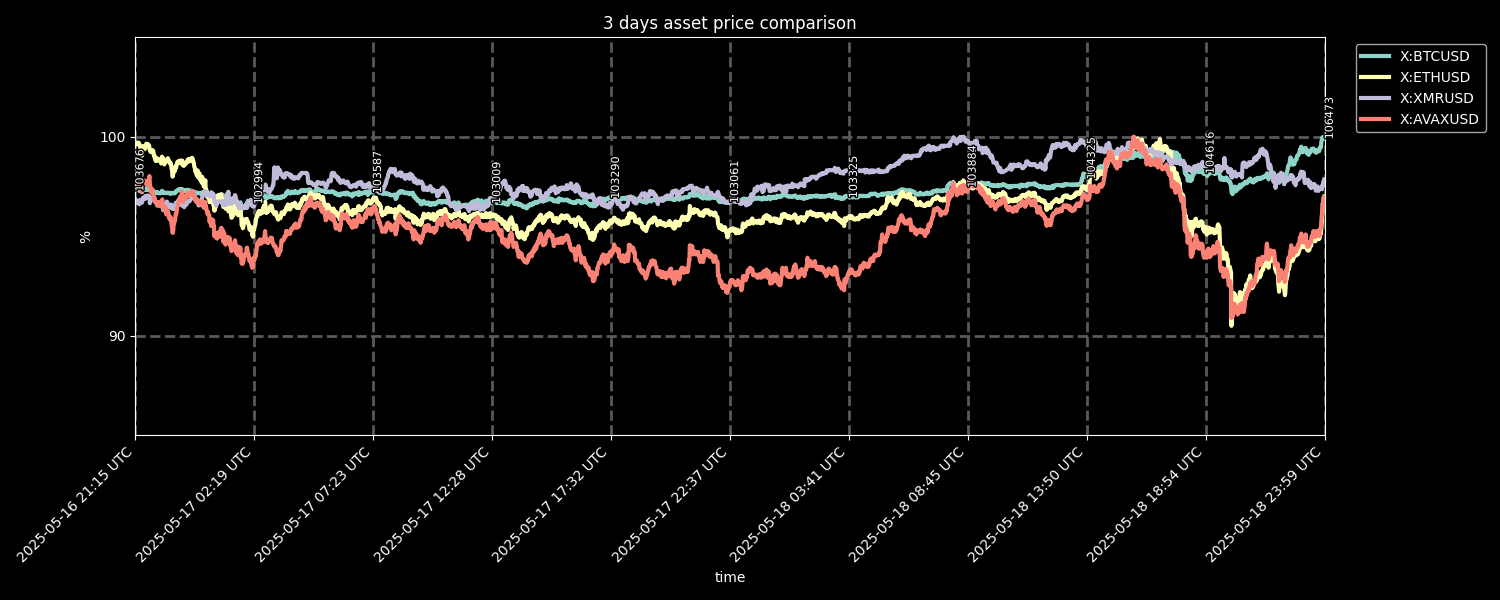 3 days asset price comparison
X:BTCUSD
X:ETHUSD
X:XMRUSD
X:AVAXUSD
%
100
90
103676
102994
103587
103009
103290
103061
103325
103884
104325
104616
106473
2025-05-16 21:15 UTC
2025-05-17 02:19 UTC
2025-05-17 07:23 UTC
2025-05-17 12:28 UTC
2025-05-17 17:32 UTC
2025-05-17 22:37 UTC
2025-05-18 03:41 UTC
2025-05-18 08:45 UTC
2025-05-18 13:50 UTC
2025-05-18 18:54 UTC
2025-05-18 23:59 UTC
time